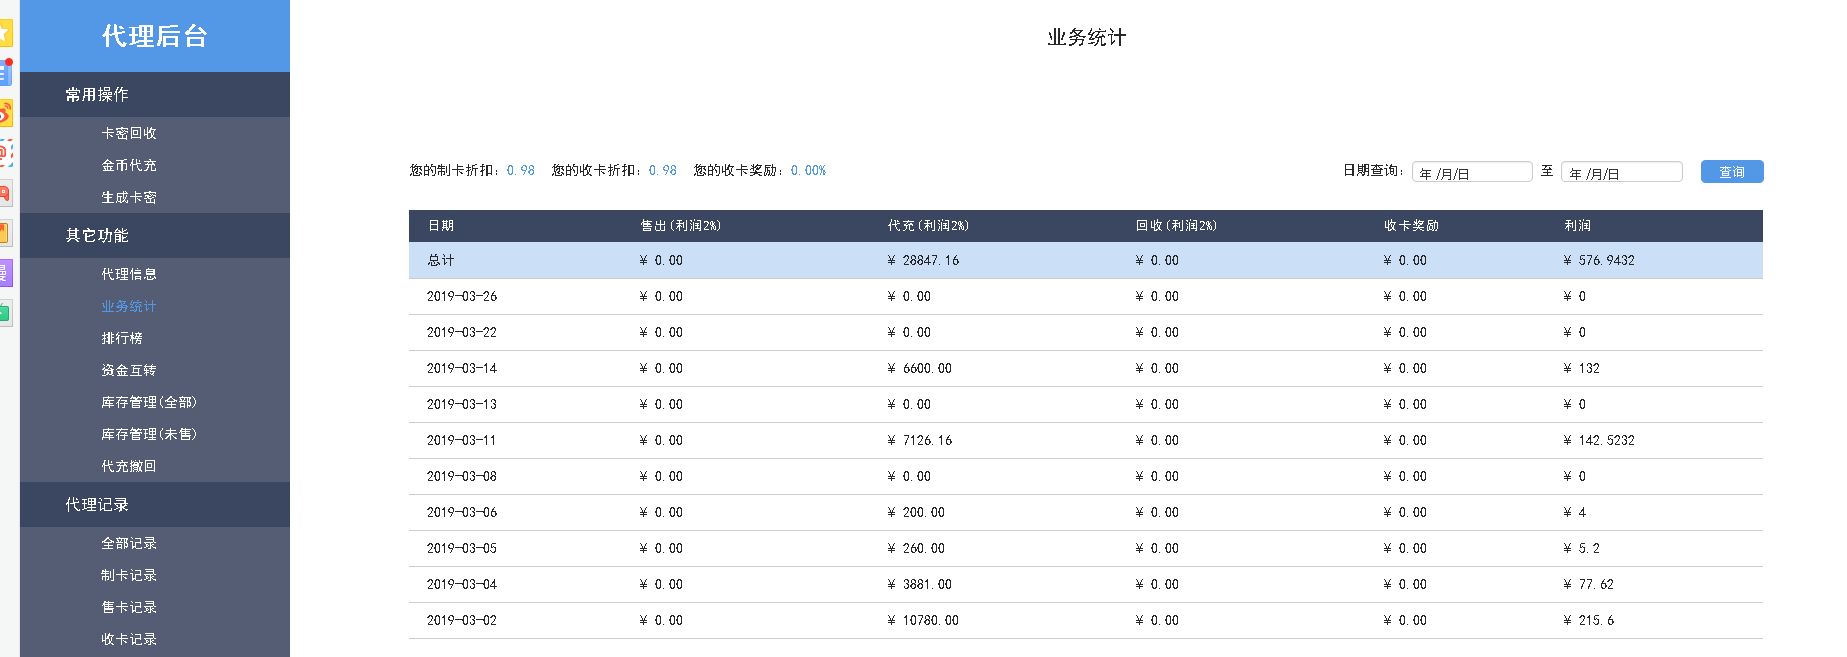 代理后台
常用操作
卡密回收
金币代充
生成卡密
其它功能
代理信息
业务统计
排行榜
资金互转
库存管理(全部)
库存管理(未售)
代充撤回
代理记录
全部记录
制卡记录
售卡记录
收卡记录
业务统计
您的制卡折扣: 0.98 您的收卡折扣: 0.98 您的收卡奖励: 0.00%
日期查询: 年 /月/日 至 年 /月/日 查询
日期 售出(利润2%) 代充(利润2%) 回收(利润2%) 收卡奖励 利润
总计 ¥ 0.00 ¥ 28847.16 ¥ 0.00 ¥ 0.00 ¥ 576.9432
2019-03-26 ¥ 0.00 ¥ 0.00 ¥ 0.00 ¥ 0.00 ¥ 0
2019-03-22 ¥ 0.00 ¥ 0.00 ¥ 0.00 ¥ 0.00 ¥ 0
2019-03-14 ¥ 0.00 ¥ 6600.00 ¥ 0.00 ¥ 0.00 ¥ 132
2019-03-13 ¥ 0.00 ¥ 0.00 ¥ 0.00 ¥ 0.00 ¥ 0
2019-03-11 ¥ 0.00 ¥ 7126.16 ¥ 0.00 ¥ 0.00 ¥ 142.5232
2019-03-08 ¥ 0.00 ¥ 0.00 ¥ 0.00 ¥ 0.00 ¥ 0
2019-03-06 ¥ 0.00 ¥ 200.00 ¥ 0.00 ¥ 0.00 ¥ 4
2019-03-05 ¥ 0.00 ¥ 260.00 ¥ 0.00 ¥ 0.00 ¥ 5.2
2019-03-04 ¥ 0.00 ¥ 3881.00 ¥ 0.00 ¥ 0.00 ¥ 77.62
2019-03-02 ¥ 0.00 ¥ 10780.00 ¥ 0.00 ¥ 0.00 ¥ 215.6